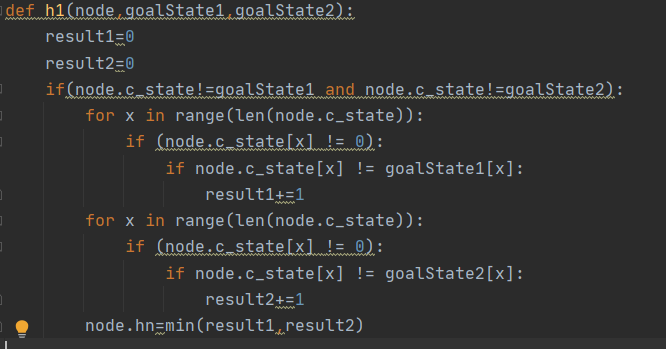 def h1(node,goalState1,goalState2):
    result1=0
    result2=0
    if(node.c_state!=goalState1 and node.c_state!=goalState2):
        for x in range(len(node.c_state)):
            if (node.c_state[x] != 0):
                if node.c_state[x] != goalState1[x]:
                    result1+=1
        for x in range(len(node.c_state)):
            if (node.c_state[x] != 0):
                if node.c_state[x] != goalState2[x]:
                    result2+=1
        node.hn=min(result1,result2)